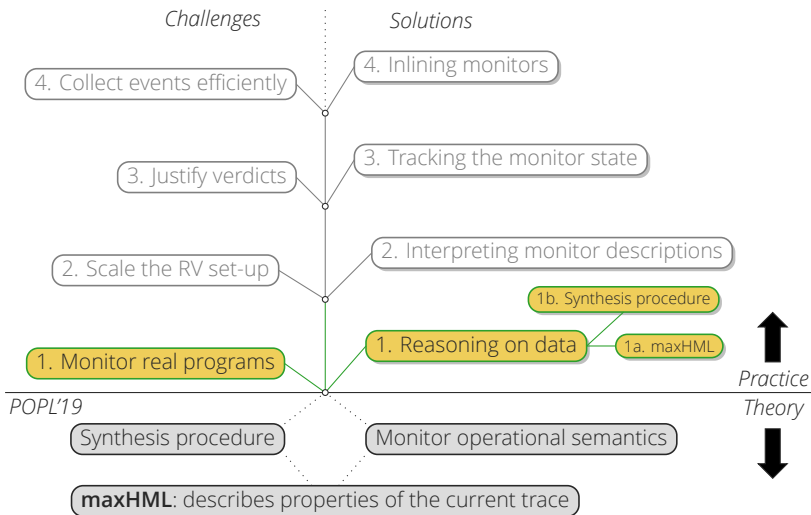 Challenges
Solutions
4. Collect events efficiently
4. Inlining monitors
3. Justify verdicts
3. Tracking the monitor state
2. Scale the RV set-up
2. Interpreting monitor descriptions
1b. Synthesis procedure
1. Monitor real programs
1. Reasoning on data
1a. maxHML
Practice
POPL'19
Theory
Synthesis procedure
Monitor operational semantics
maxHML: describes properties of the current trace